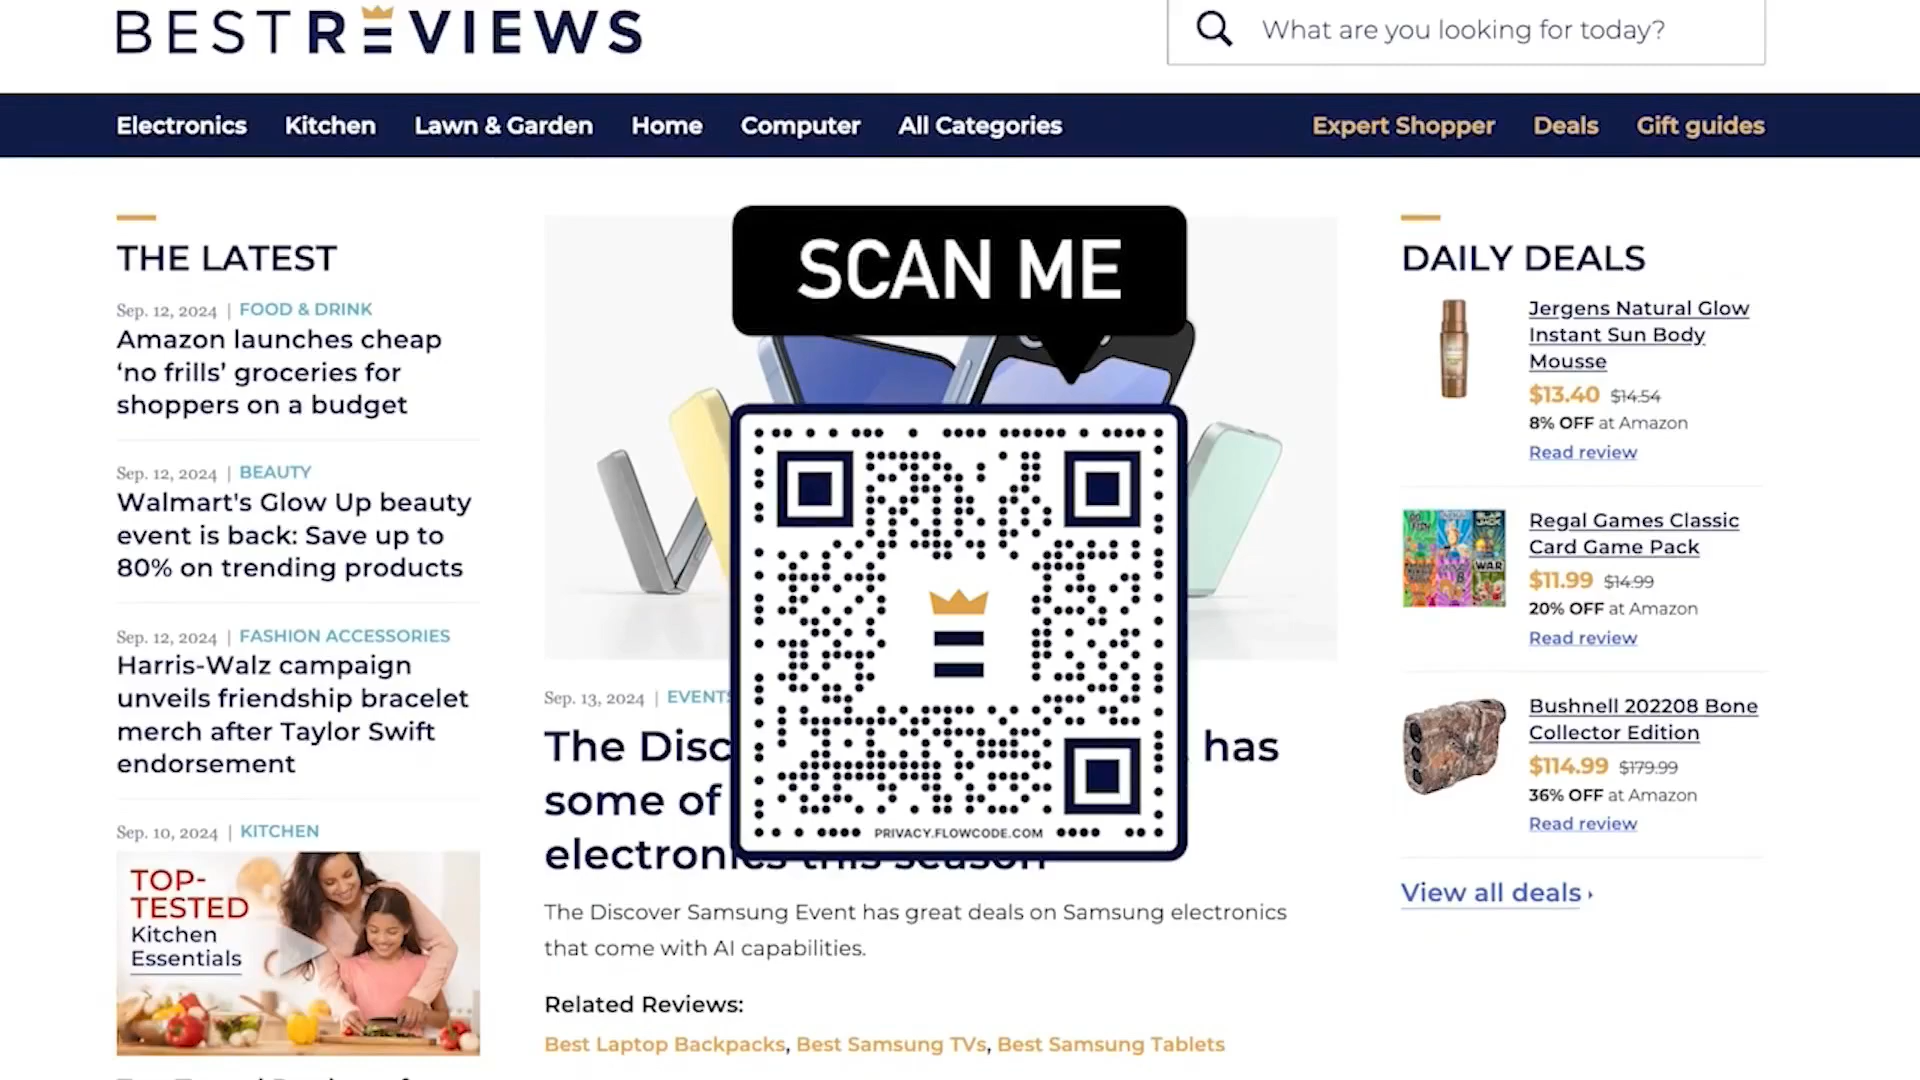 BESTREVIEWS
What are you looking for today?
Electronics Kitchen Lawn & Garden Home Computer All Categories Expert Shopper Deals Gift guides
THE LATEST
Sep. 12, 2024 | FOOD & DRINK
Amazon launches cheap
‘no frills’ groceries for
shoppers on a budget
Sep. 12, 2024 | BEAUTY
Walmart's Glow Up beauty
event is back: Save up to
80% on trending products
Sep. 12, 2024 | FASHION ACCESSORIES
Harris-Walz campaign
unveils friendship bracelet
merch after Taylor Swift
endorsement
Sep. 10, 2024 | KITCHEN
TOP-
TESTED
Kitchen
Essentials
SCAN ME
PRIVACY.FLOWCODE.COM
Sep. 13, 2024 | EVENTS
The Disc has
some of
electronics this season
The Discover Samsung Event has great deals on Samsung electronics
that come with AI capabilities.
Related Reviews:
Best Laptop Backpacks, Best Samsung TVs, Best Samsung Tablets
DAILY DEALS
Jergens Natural Glow
Instant Sun Body
Mousse
$13.40 $14.54
8% OFF at Amazon
Read review
Regal Games Classic
Card Game Pack
$11.99 $14.99
20% OFF at Amazon
Read review
Bushnell 202208 Bone
Collector Edition
$114.99 $179.99
36% OFF at Amazon
Read review
View all deals